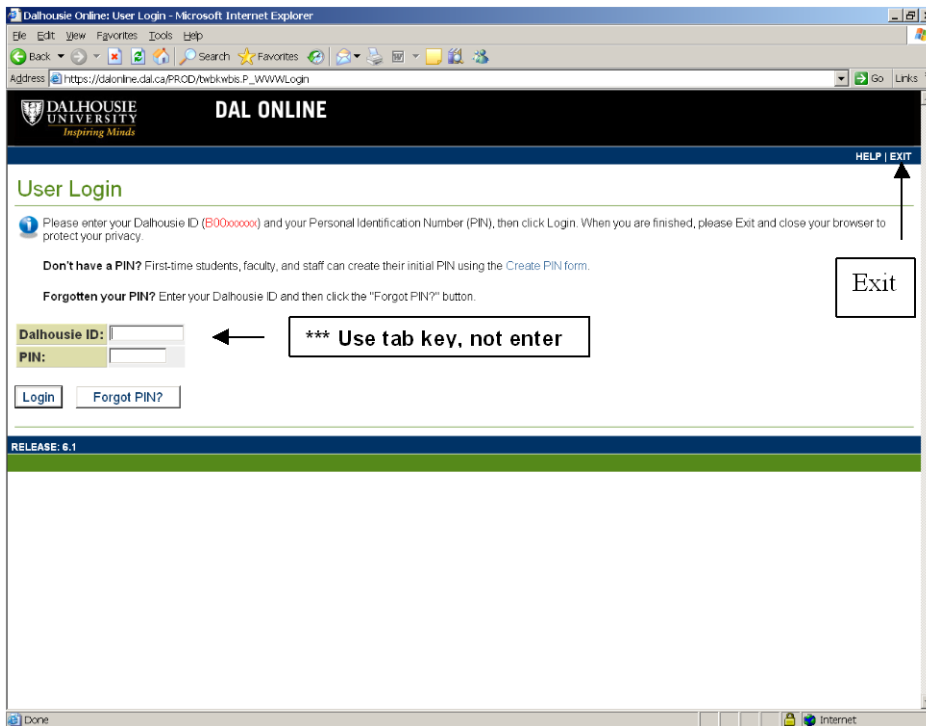 Dalhousie Online: User Login - Microsoft Internet Explorer
File Edit View Favorites Tools Help
Back Search Favorites
Address https://dalonline.dal.ca/PROD/twbkwbis.P_WWWLogin Go Links
DALHOUSIE
UNIVERSITY
Inspiring Minds
DAL ONLINE
HELP | EXIT
User Login
Please enter your Dalhousie ID (B00xxxxxx) and your Personal Identification Number (PIN), then click Login. When you are finished, please Exit and close your browser to
protect your privacy.
Don't have a PIN? First-time students, faculty, and staff can create their initial PIN using the Create PIN form.
Exit
Forgotten your PIN? Enter your Dalhousie ID and then click the "Forgot PIN?" button.
Dalhousie ID:
*** Use tab key, not enter
PIN:
Login Forgot PIN?
RELEASE: 6.1
Done Internet